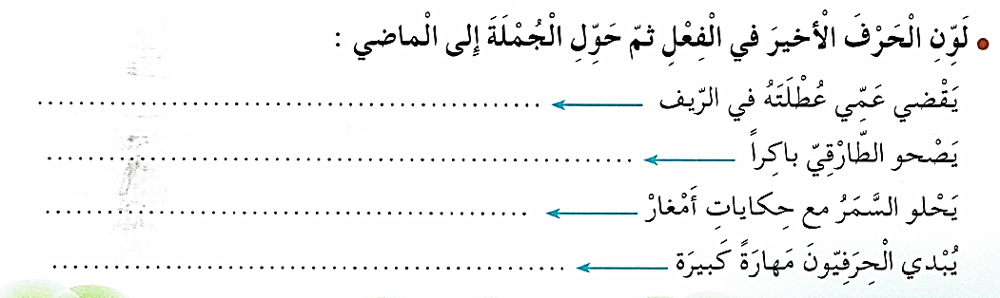 • لَوِّنِ الْحَرْفَ الْأخيرَ في الْفِعْلِ ثمّ حَوِّلِ الْجُمْلَةَ إِلى الْماضي :
يَقْضي عَمِّي عُطْلَتَهُ في الرّيف ← ..................................................
يَصْحو الطّارْقِيّ باكِراً ← ..........................................................
يَحْلو السَّمَرُ مع حِكاياتِ أَمْغارْ ← ................................................
يُبْدي الْحِرَفِيّونَ مَهارَةً كَبيرَة ← ....................................................